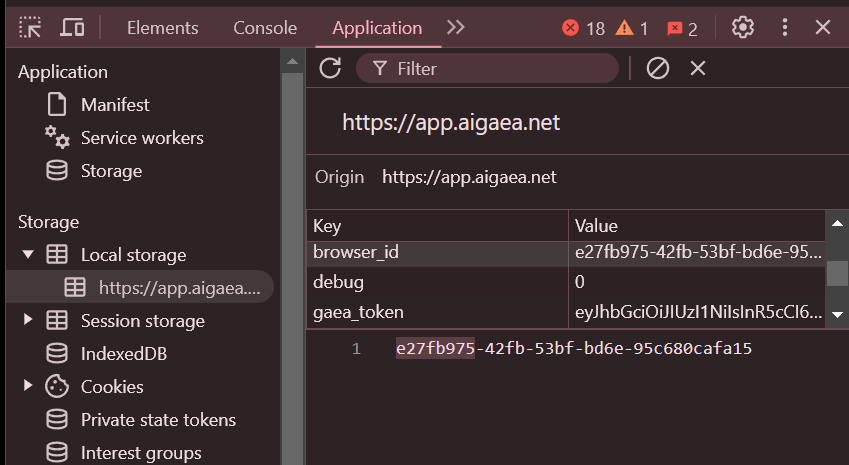 Elements Console Application 18 1 2
Application
Manifest
Service workers
Storage
Storage
Local storage
https://app.aigaea....
Session storage
IndexedDB
Cookies
Private state tokens
Interest groups
Filter
https://app.aigaea.net
Origin https://app.aigaea.net
Key Value
browser_id e27fb975-42fb-53bf-bd6e-95...
debug 0
gaea_token eyJhbGciOiJIUzI1NiIsInR5cCI6...
1 e27fb975-42fb-53bf-bd6e-95c680cafa15